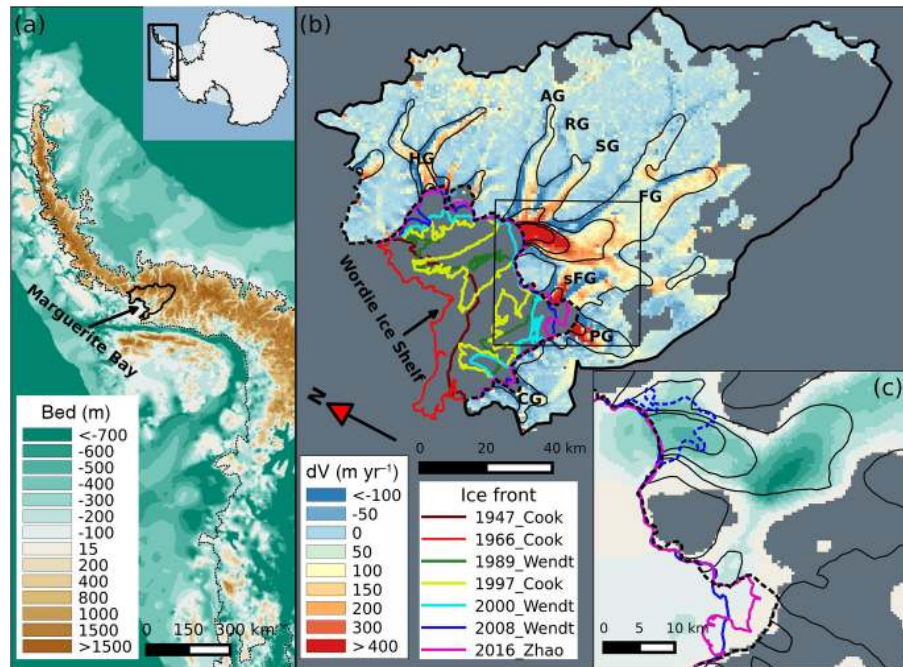 (a)
Marguerite Bay
Bed (m)
<-700
-600
-500
-400
-300
-200
-100
15
200
400
800
1000
1500
>1500
0 150 300 km
(b)
AG
RG
SG
HG
FG
sFG
PG
CG
Wordie Ice Shelf
N
0 20 40 km
dV (m yr⁻¹)
<-100
-50
0
50
100
150
200
300
>400
Ice front
1947_Cook
1966_Cook
1989_Wendt
1997_Cook
2000_Wendt
2008_Wendt
2016_Zhao
(c)
0 5 10 km